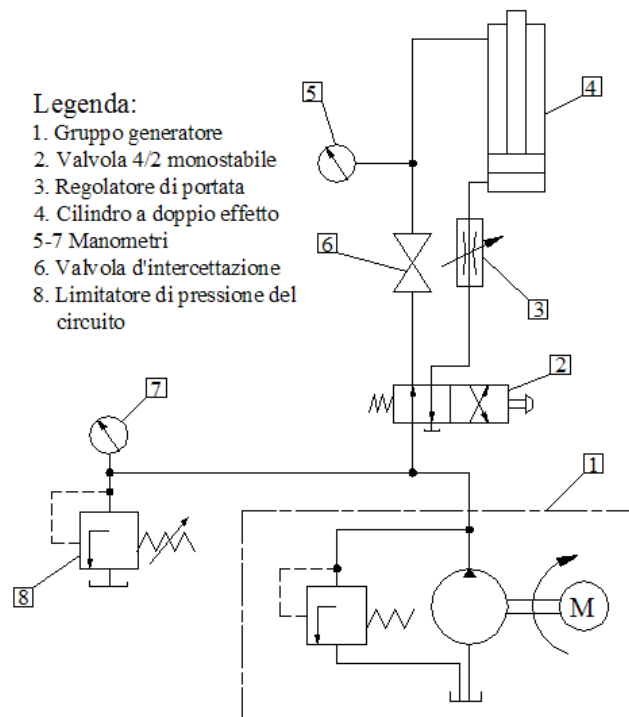 Legenda:
1. Gruppo generatore
2. Valvola 4/2 monostabile
3. Regolatore di portata
4. Cilindro a doppio effetto
5-7 Manometri
6. Valvola d'intercettazione
8. Limitatore di pressione del
circuito
5
4
6
3
2
7
1
8
M